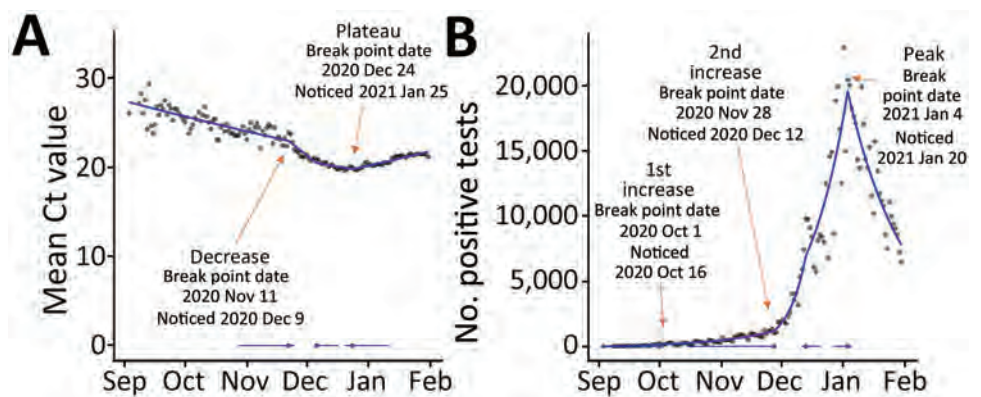 A
Plateau
Break point date
2020 Dec 24
Noticed 2021 Jan 25
Decrease
Break point date
2020 Nov 11
Noticed 2020 Dec 9
Mean Ct value
30
20
10
0
Sep Oct Nov Dec Jan Feb
B
2nd
increase
Break point date
2020 Nov 28
Noticed 2020 Dec 12
Peak
Break
point date
2021 Jan 4
Noticed
2021 Jan 20
1st
increase
Break point date
2020 Oct 1
Noticed
2020 Oct 16
No. positive tests
20,000
15,000
10,000
5,000
0
Sep Oct Nov Dec Jan Feb